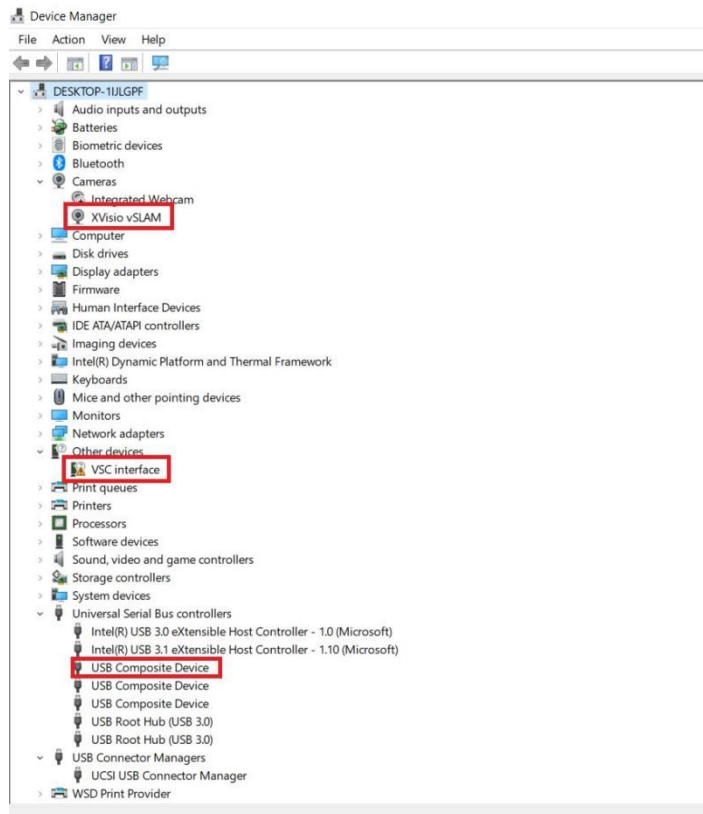 Device Manager
File Action View Help
DESKTOP-1IJLGPF
Audio inputs and outputs
Batteries
Biometric devices
Bluetooth
Cameras
Integrated Webcam
XVisio vSLAM
Computer
Disk drives
Display adapters
Firmware
Human Interface Devices
IDE ATA/ATAPI controllers
Imaging devices
Intel(R) Dynamic Platform and Thermal Framework
Keyboards
Mice and other pointing devices
Monitors
Network adapters
Other devices
VSC interface
Print queues
Printers
Processors
Software devices
Sound, video and game controllers
Storage controllers
System devices
Universal Serial Bus controllers
Intel(R) USB 3.0 eXtensible Host Controller - 1.0 (Microsoft)
Intel(R) USB 3.1 eXtensible Host Controller - 1.10 (Microsoft)
USB Composite Device
USB Composite Device
USB Composite Device
USB Root Hub (USB 3.0)
USB Root Hub (USB 3.0)
USB Connector Managers
UCSI USB Connector Manager
WSD Print Provider